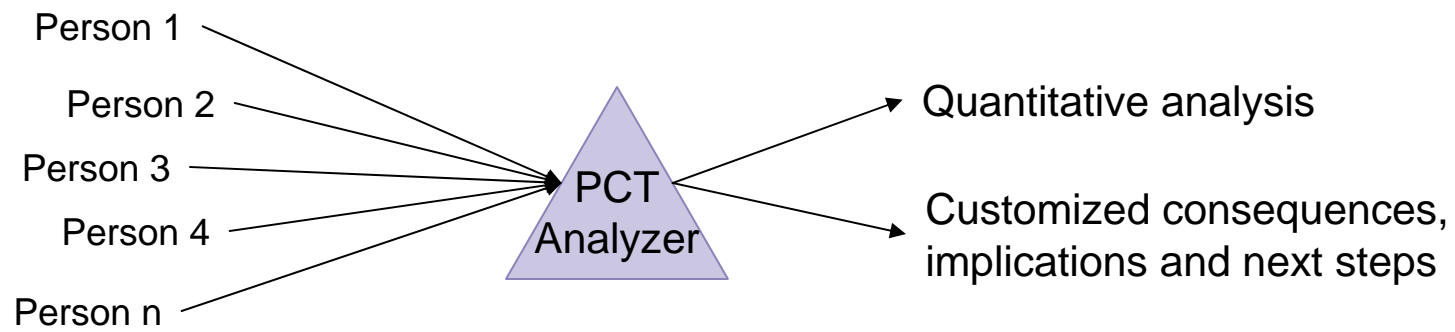 Person 1
Person 2
Person 3
Person 4
Person n
PCT
Analyzer
Quantitative analysis
Customized consequences,
implications and next steps